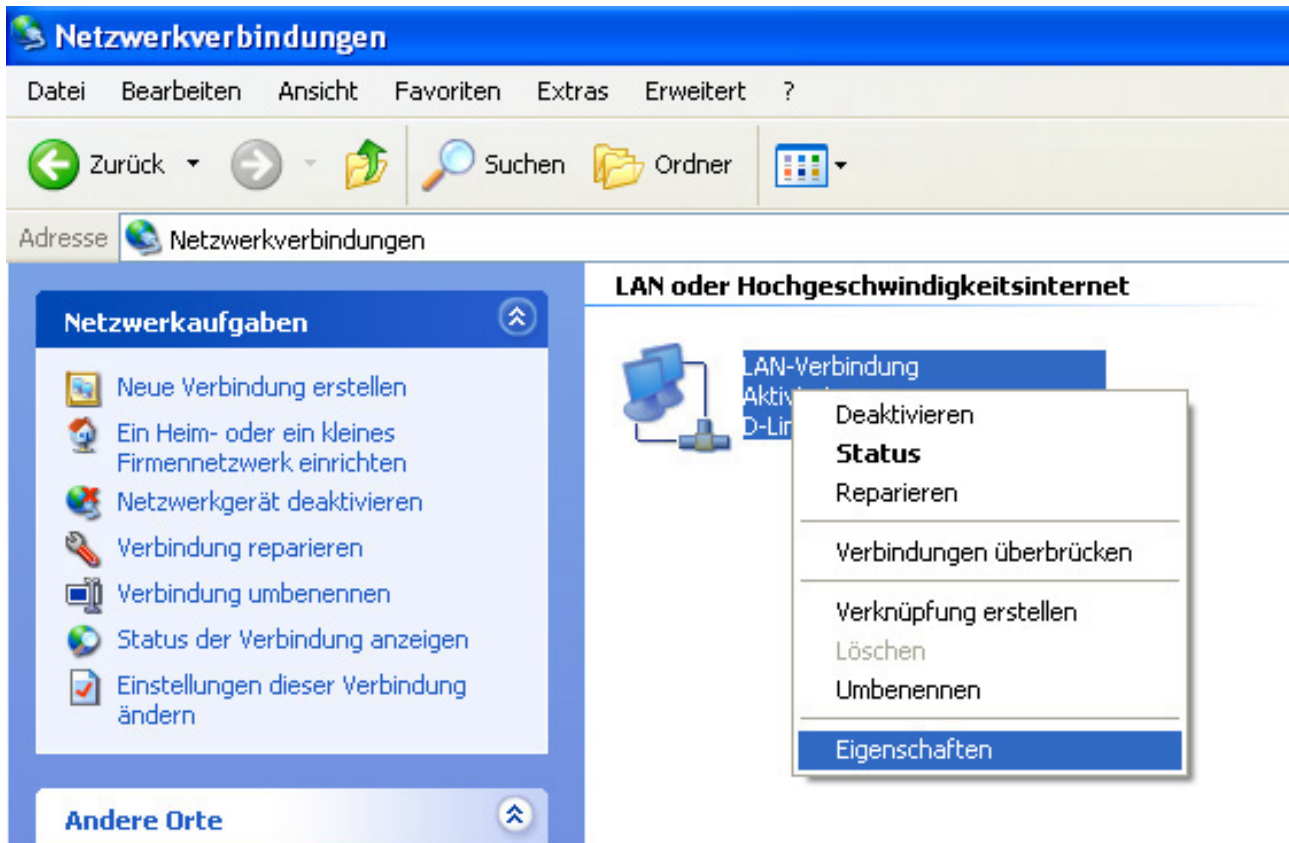 Netzwerkverbindungen
Datei Bearbeiten Ansicht Favoriten Extras Erweitert ?
Zurück Suchen Ordner
Adresse Netzwerkverbindungen
Netzwerkaufgaben
Neue Verbindung erstellen
Ein Heim- oder ein kleines
Firmennetzwerk einrichten
Netzwerkgerät deaktivieren
Verbindung reparieren
Verbindung umbenennen
Status der Verbindung anzeigen
Einstellungen dieser Verbindung
ändern
Andere Orte
LAN oder Hochgeschwindigkeitsinternet
LAN-Verbindung
Deaktivieren
Status
Reparieren
Verbindungen überbrücken
Verknüpfung erstellen
Löschen
Umbenennen
Eigenschaften